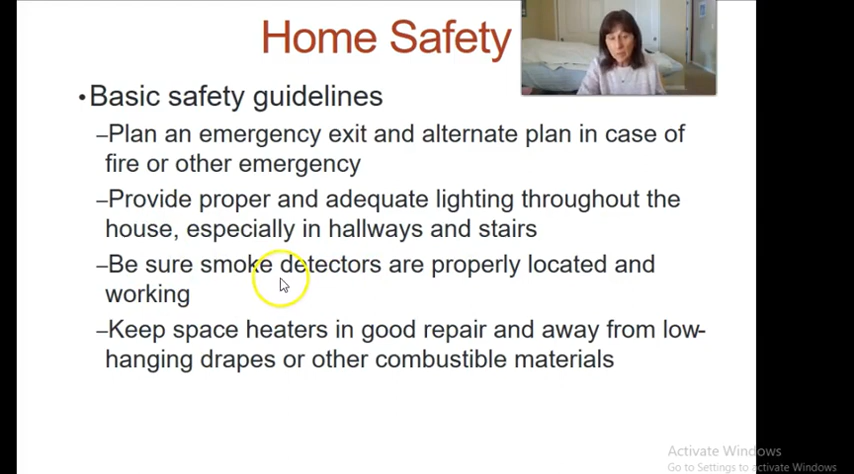 Home Safety
•Basic safety guidelines
–Plan an emergency exit and alternate plan in case of
fire or other emergency
–Provide proper and adequate lighting throughout the
house, especially in hallways and stairs
–Be sure smoke detectors are properly located and
working
–Keep space heaters in good repair and away from low-
hanging drapes or other combustible materials
Activate Windows
Go to Settings to activate Windows